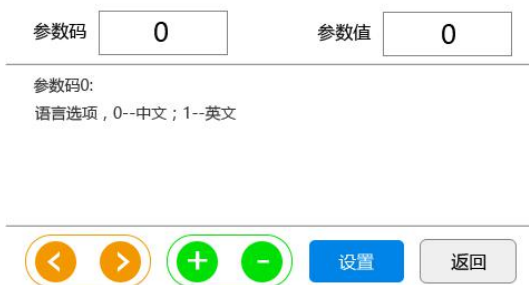 参数码 0 参数值 0
参数码0:
语言选项，0--中文；1--英文
< > + - 设置 返回